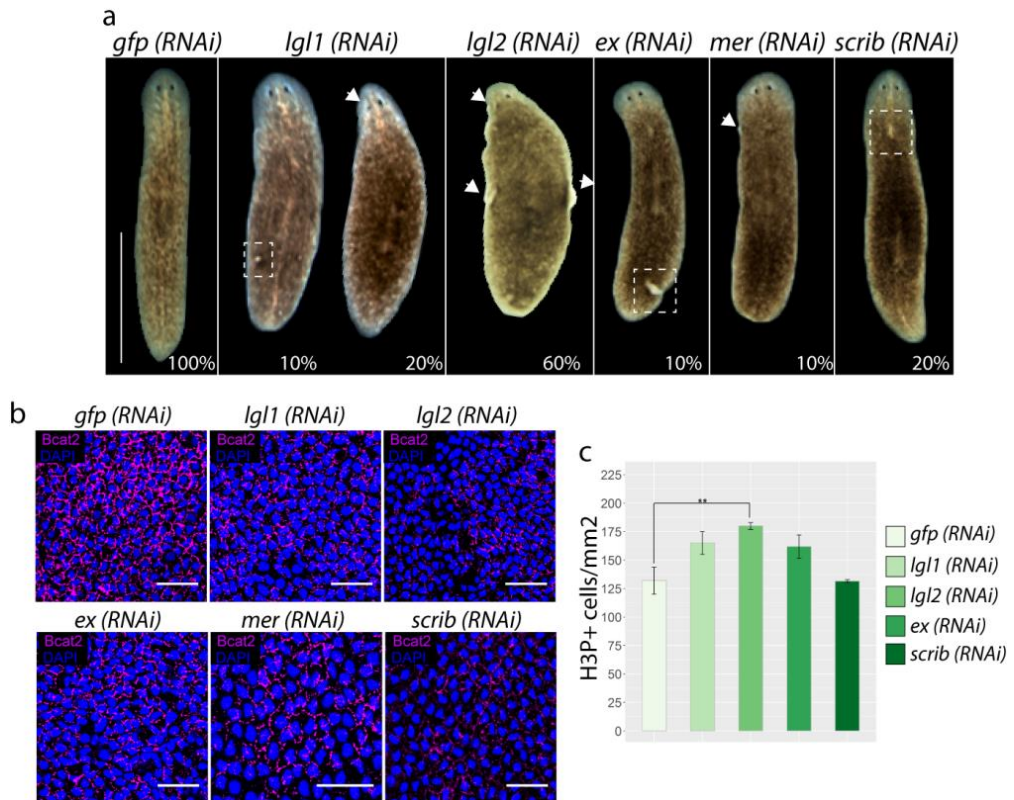 a
gfp (RNAi) lgl1 (RNAi) lgl2 (RNAi) ex (RNAi) mer (RNAi) scrib (RNAi)
100% 10% 20% 60% 10% 10% 20%
b
gfp (RNAi) lgl1 (RNAi) lgl2 (RNAi)
Bcat2 Bcat2 Bcat2
DAPI DAPI DAPI
ex (RNAi) mer (RNAi) scrib (RNAi)
Bcat2 Bcat2 Bcat2
DAPI DAPI DAPI
c
H3P+ cells/mm2
225
200
175
150
125
100
75
50
25
0
**
gfp (RNAi)
lgl1 (RNAi)
lgl2 (RNAi)
ex (RNAi)
scrib (RNAi)